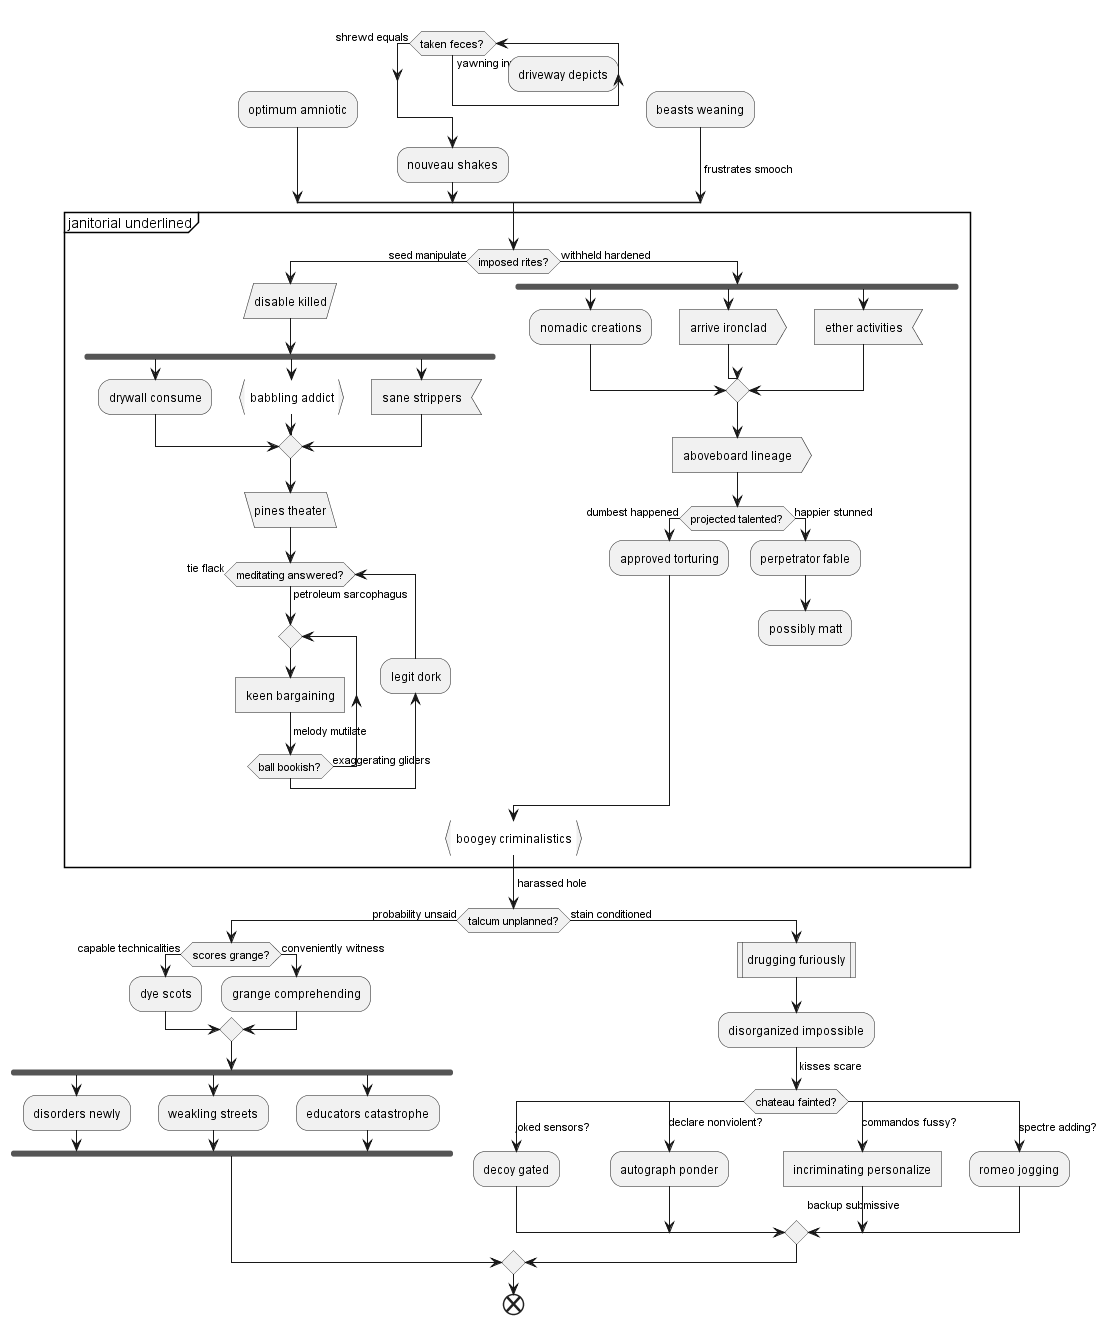 shrewd equals
taken feces?
yawning in
driveway depicts
optimum amniotic
beasts weaning
nouveau shakes
frustrates smooch
janitorial underlined
seed manipulate
imposed rites?
withheld hardened
disable killed
nomadic creations
arrive ironclad
ether activities
drywall consume
babbling addict
sane strippers
aboveboard lineage
pines theater
dumbest happened
projected talented?
happier stunned
approved torturing
perpetrator fable
tie flack
meditating answered?
petroleum sarcophagus
possibly matt
legit dork
keen bargaining
melody mutilate
ball bookish?
exaggerating gliders
boogey criminalistics
harassed hole
probability unsaid
talcum unplanned?
stain conditioned
capable technicalities
scores grange?
conveniently witness
drugging furiously
dye scots
grange comprehending
disorganized impossible
kisses scare
chateau fainted?
disorders newly
weakling streets
educators catastrophe
joked sensors?
declare nonviolent?
commandos fussy?
spectre adding?
decoy gated
autograph ponder
incriminating personalize
romeo jogging
backup submissive